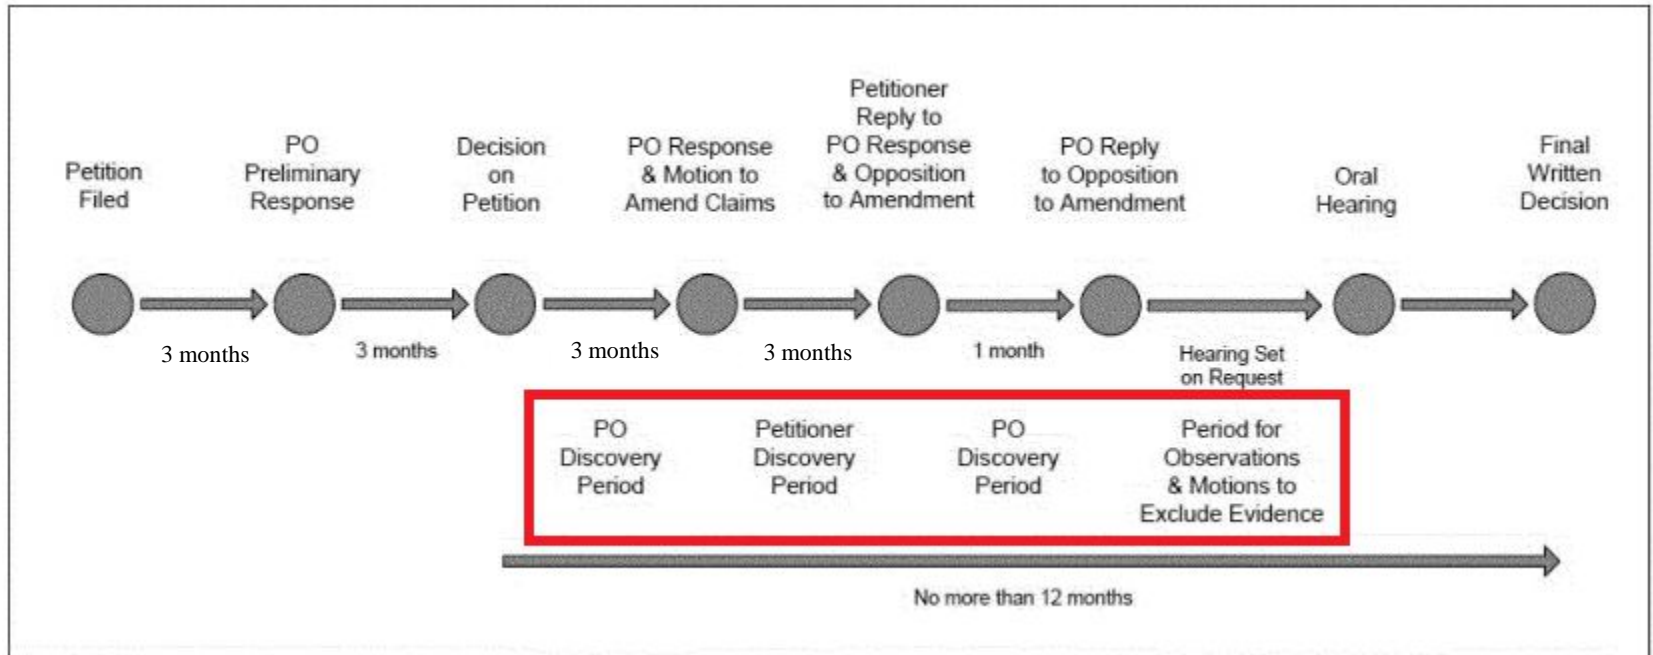 Petition
Filed
PO
Preliminary
Response
Decision
on
Petition
PO Response
& Motion to
Amend Claims
Petitioner
Reply to
PO Response
& Opposition
to Amendment
PO Reply
to Opposition
to Amendment
Oral
Hearing
Final
Written
Decision
3 months
3 months
3 months
3 months
1 month
Hearing Set
on Request
PO
Discovery
Period
Petitioner
Discovery
Period
PO
Discovery
Period
Period for
Observations
& Motions to
Exclude Evidence
No more than 12 months